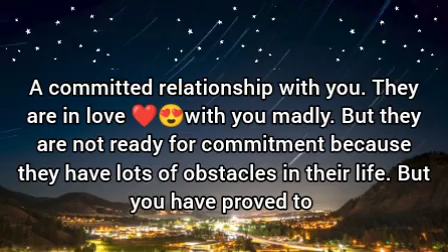 A committed relationship with you. They
are in love ❤️😍with you madly. But they
are not ready for commitment because
they have lots of obstacles in their life. But
you have proved to